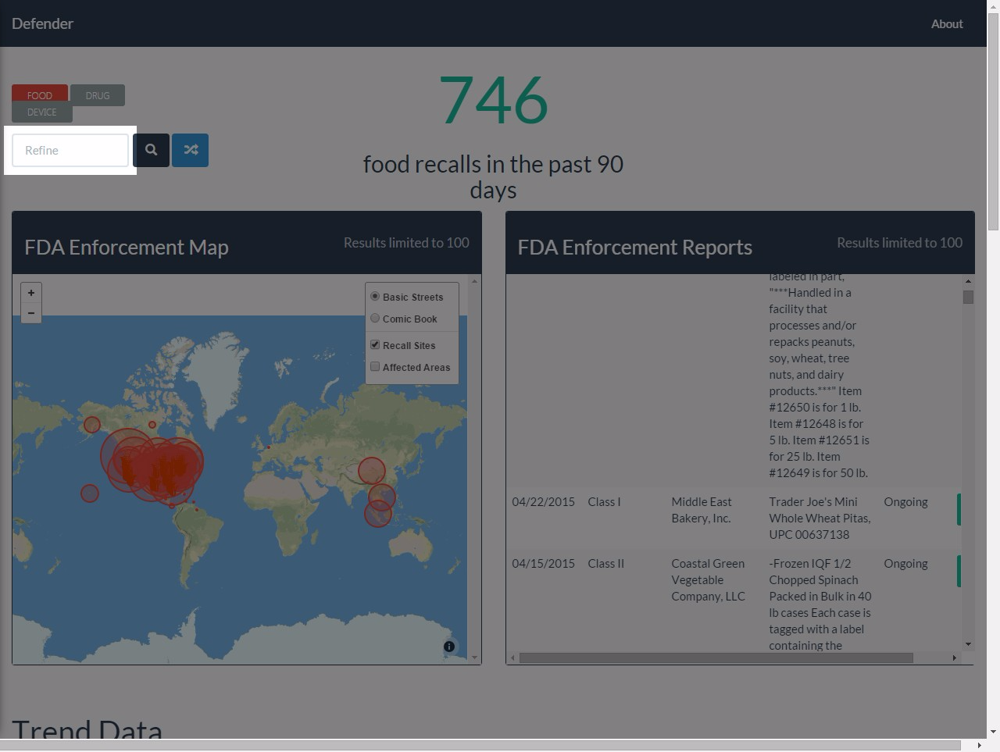 Defender
About
FOOD
DRUG
DEVICE
Refine
746
food recalls in the past 90
days
FDA Enforcement Map
Results limited to 100
+
−
Basic Streets
Comic Book
Recall Sites
Affected Areas
FDA Enforcement Reports
Results limited to 100
labeled in part,
"***Handled in a
facility that
processes and/or
repacks peanuts,
soy, wheat, tree
nuts, and dairy
products.***" Item
#12650 is for 1 lb.
Item #12648 is for
5 lb. Item #12651 is
for 25 lb. Item
#12649 is for 50 lb.
04/22/2015 Class I Middle East Trader Joe's Mini Ongoing
Bakery, Inc. Whole Wheat Pitas,
UPC 00637138
04/15/2015 Class II Coastal Green -Frozen IQF 1/2 Ongoing
Vegetable Chopped Spinach
Company, LLC Packed in Bulk in 40
lb cases Each case is
tagged with a label
containing the
Trend Data